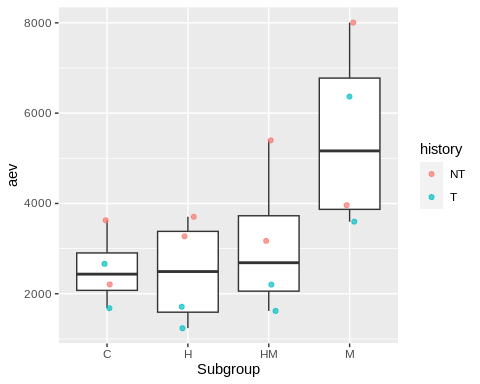 8000
6000
4000
2000
aev
C H HM M
Subgroup
history
NT
T